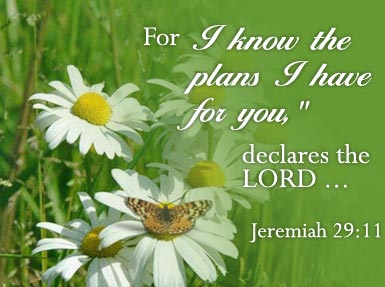 For I know the
plans I have
for you,"
declares the
LORD ...
Jeremiah 29:11